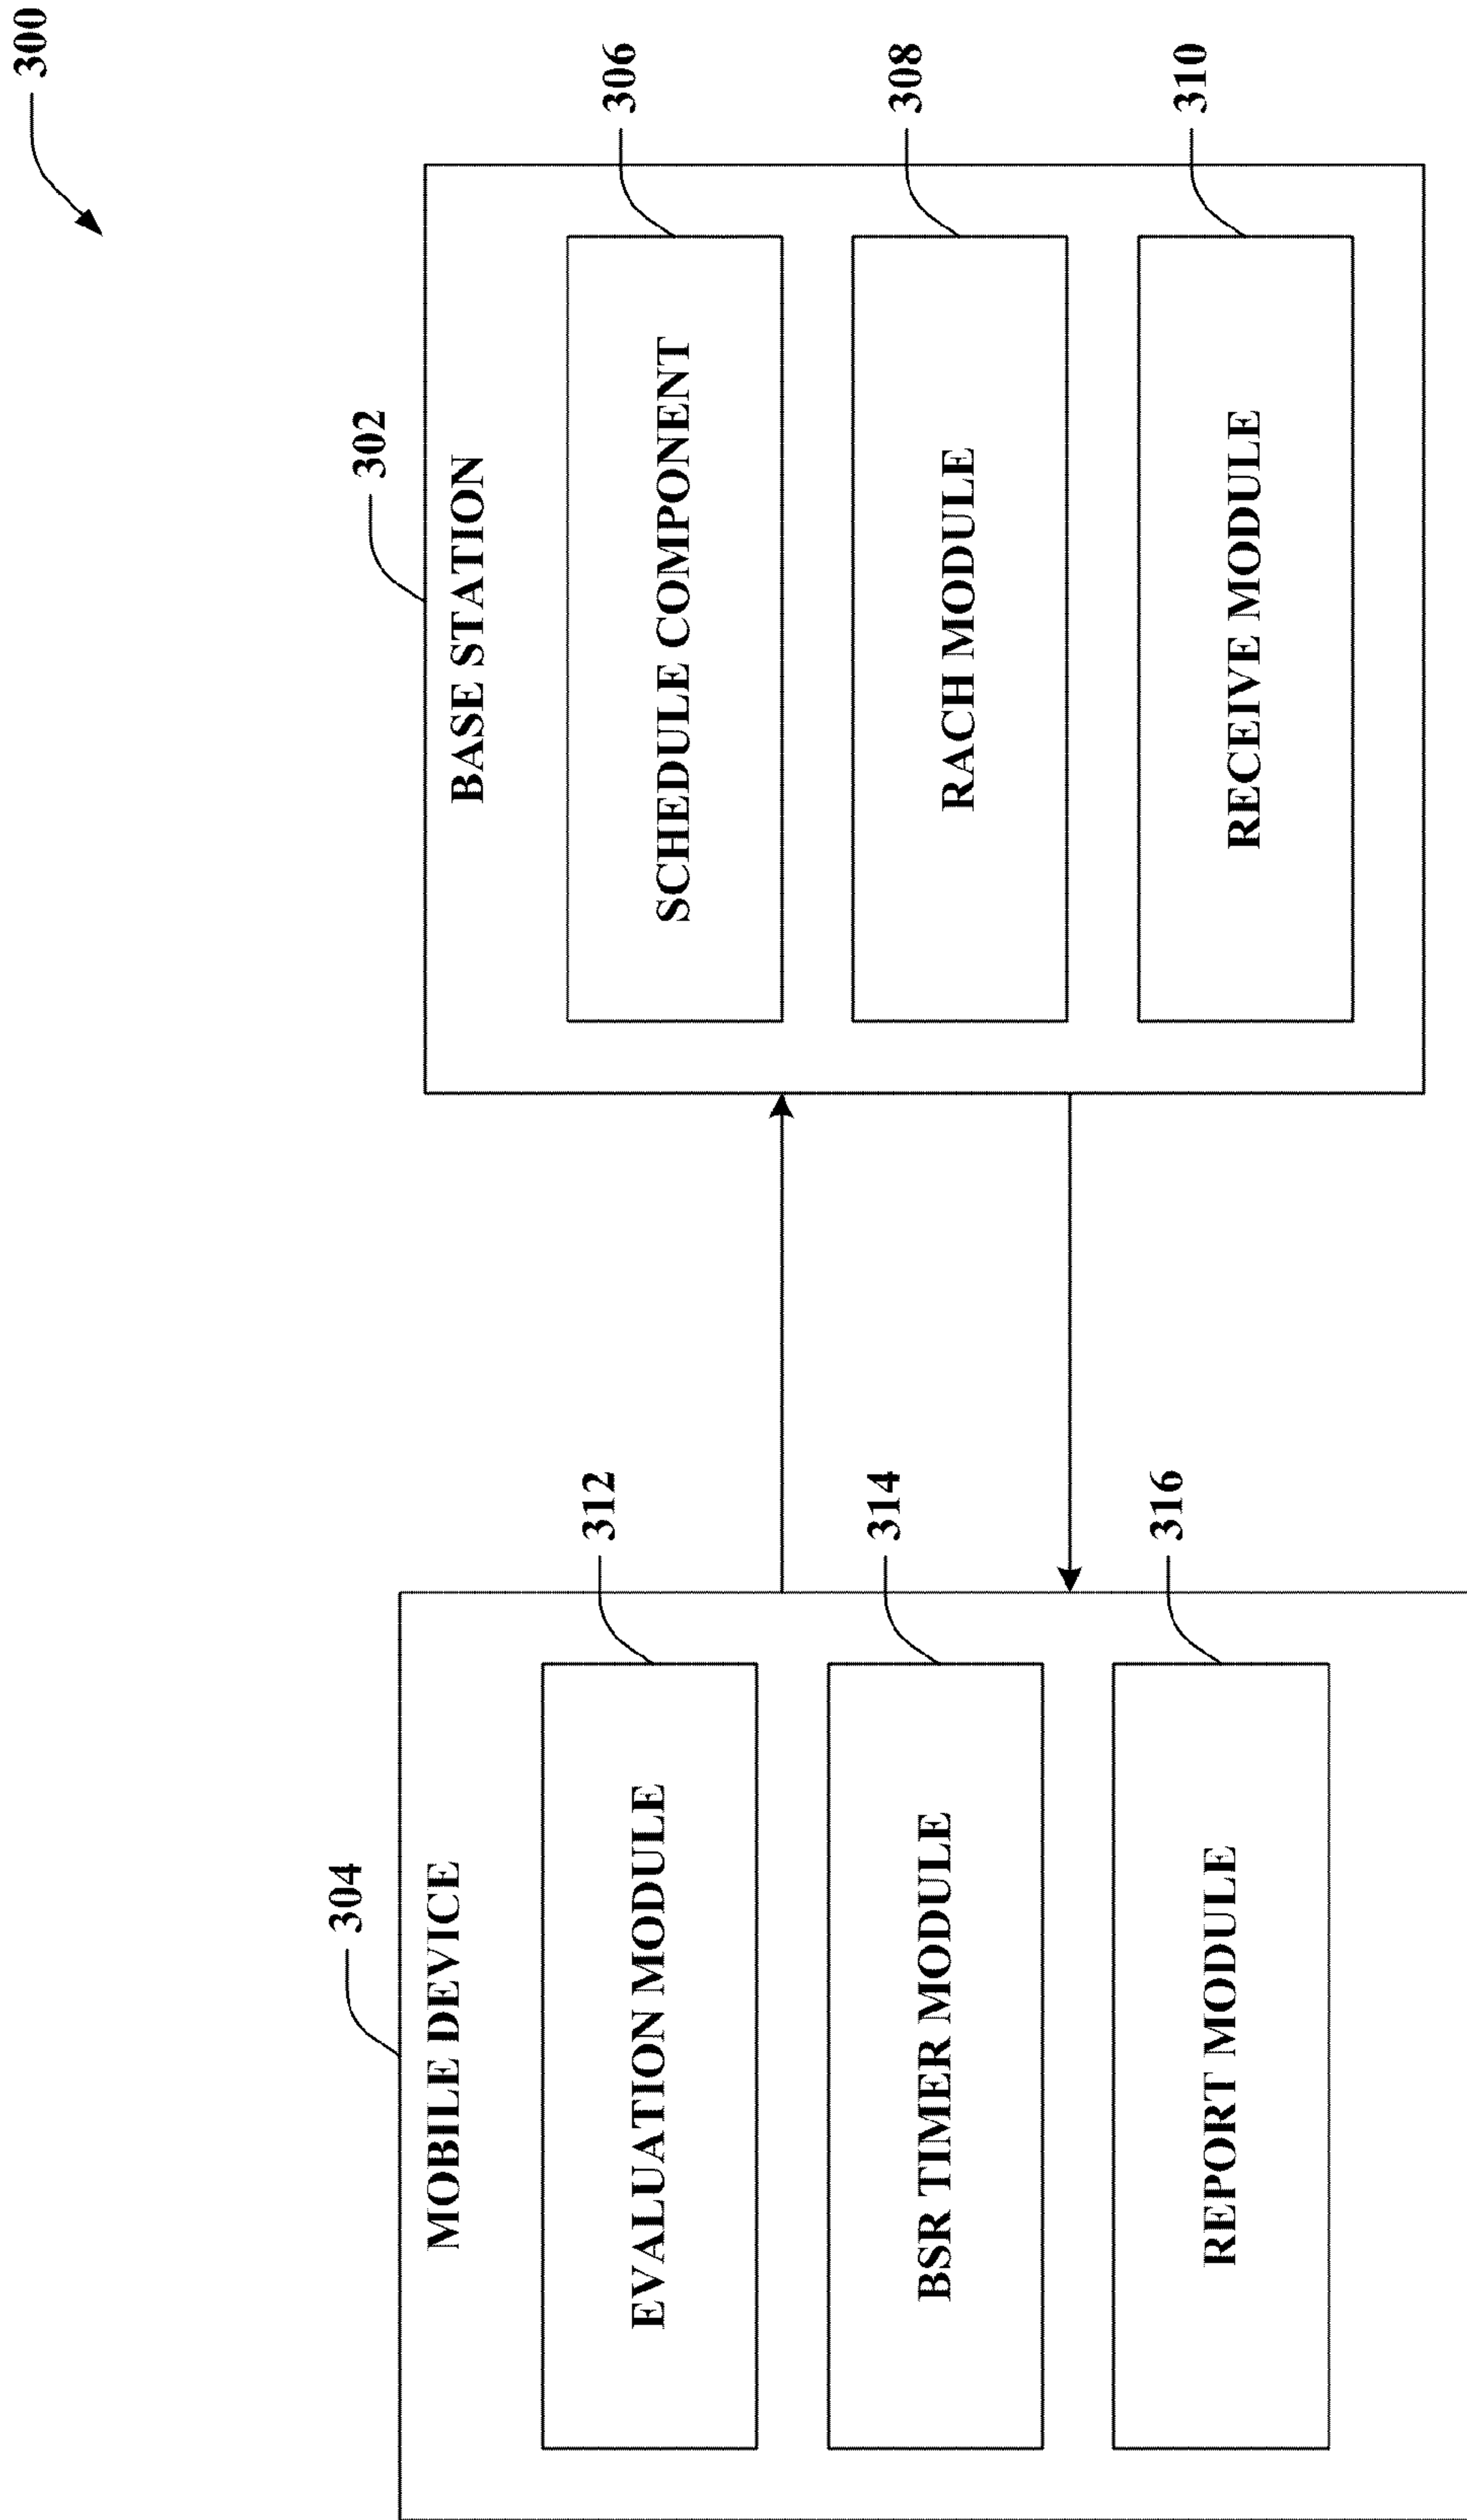 300
304
MOBILE DEVICE
312
EVALUATION MODULE
314
BSR TIMER MODULE
316
REPORT MODULE
302
BASE STATION
306
SCHEDULE COMPONENT
308
RACH MODULE
310
RECEIVE MODULE